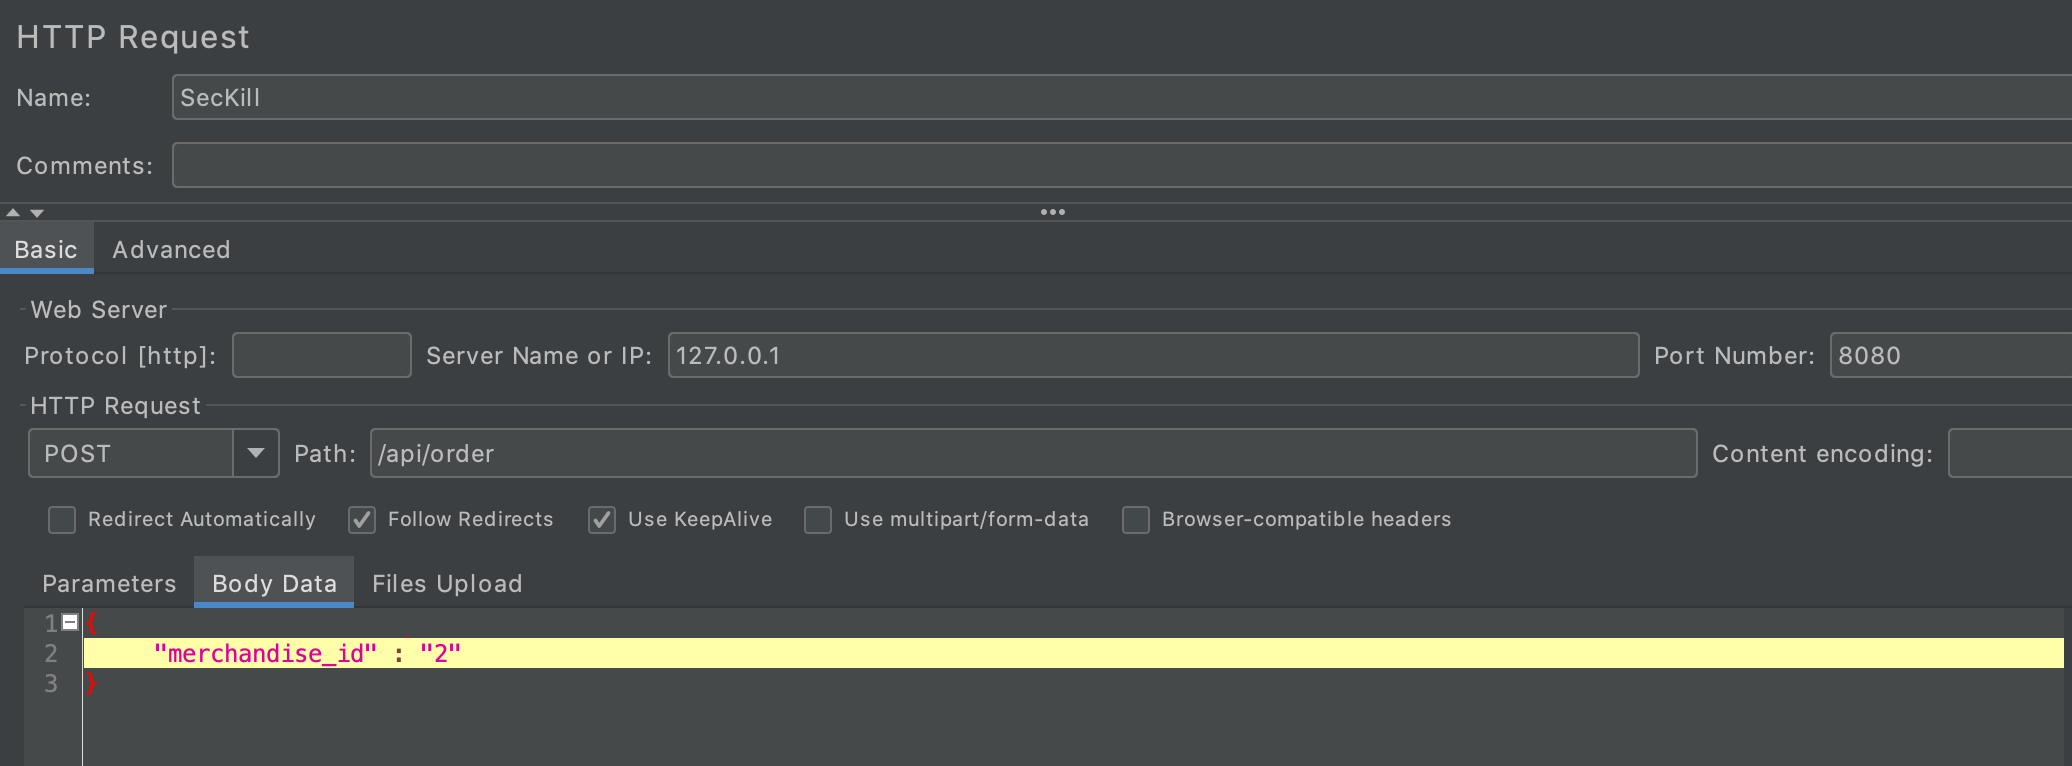 HTTP Request
Name: SecKill
Comments:
Basic Advanced
Web Server
Protocol [http]: Server Name or IP: 127.0.0.1 Port Number: 8080
HTTP Request
POST Path: /api/order Content encoding:
Redirect Automatically Follow Redirects Use KeepAlive Use multipart/form-data Browser-compatible headers
Parameters Body Data Files Upload
1 {
2 "merchandise_id" : "2"
3 }